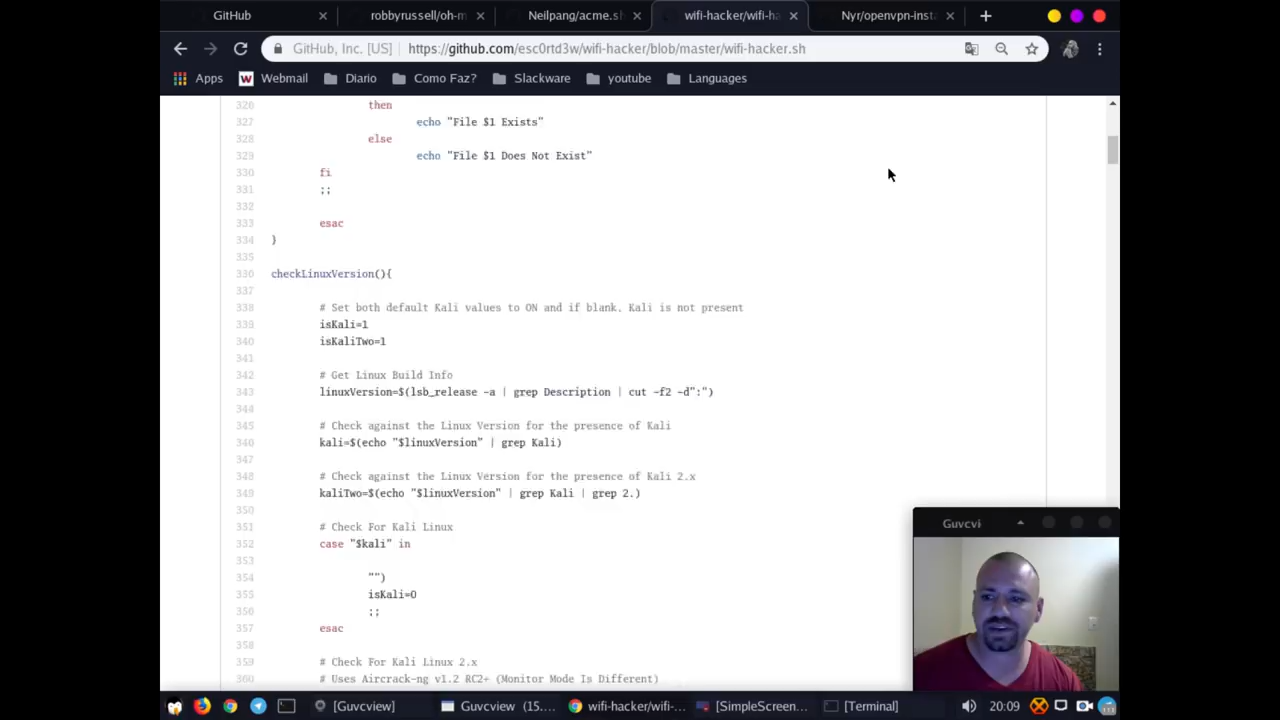 GitHub
robbyrussell/oh-m
Neilpang/acme.sh
wifi-hacker/wifi-h
Nyr/openvpn-insta
GitHub, Inc. [US]
https://github.com/esc0rtd3w/wifi-hacker/blob/master/wifi-hacker.sh
Apps
Webmail
Diario
Como Faz?
Slackware
youtube
Languages
326 then
327 echo "File $1 Exists"
328 else
329 echo "File $1 Does Not Exist"
330 fi
331 ;;
332
333 esac
334 }
335
336 checkLinuxVersion(){
337
338 # Set both default Kali values to ON and if blank, Kali is not present
339 isKali=1
340 isKaliTwo=1
341
342 # Get Linux Build Info
343 linuxVersion=$(lsb_release -a | grep Description | cut -f2 -d":")
344
345 # Check against the Linux Version for the presence of Kali
346 kali=$(echo "$linuxVersion" | grep Kali)
347
348 # Check against the Linux Version for the presence of Kali 2.x
349 kaliTwo=$(echo "$linuxVersion" | grep Kali | grep 2.)
350
351 # Check For Kali Linux
352 case "$kali" in
353
354 "")
355 isKali=0
356 ;;
357 esac
358
359 # Check For Kali Linux 2.x
360 # Uses Aircrack-ng v1.2 RC2+ (Monitor Mode Is Different)
Guvcvi
[Guvcview]
Guvcview (15....
wifi-hacker/wifi-...
[SimpleScreen...
[Terminal]
20:09